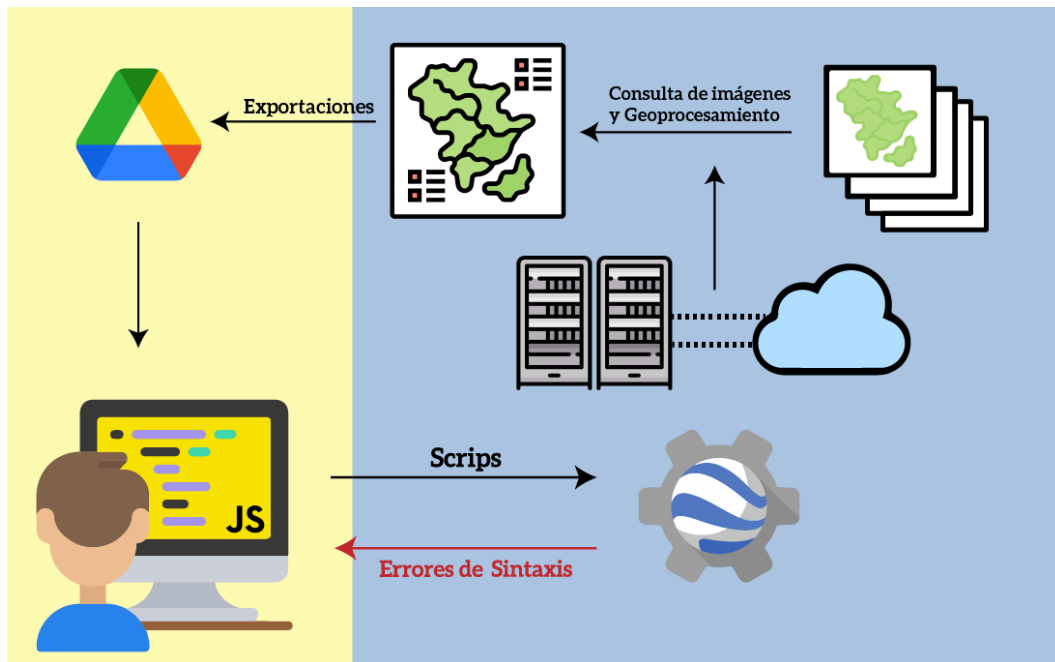 Exportaciones
Consulta de imágenes
y Geoprocesamiento
JS
Scrips
Errores de Sintaxis